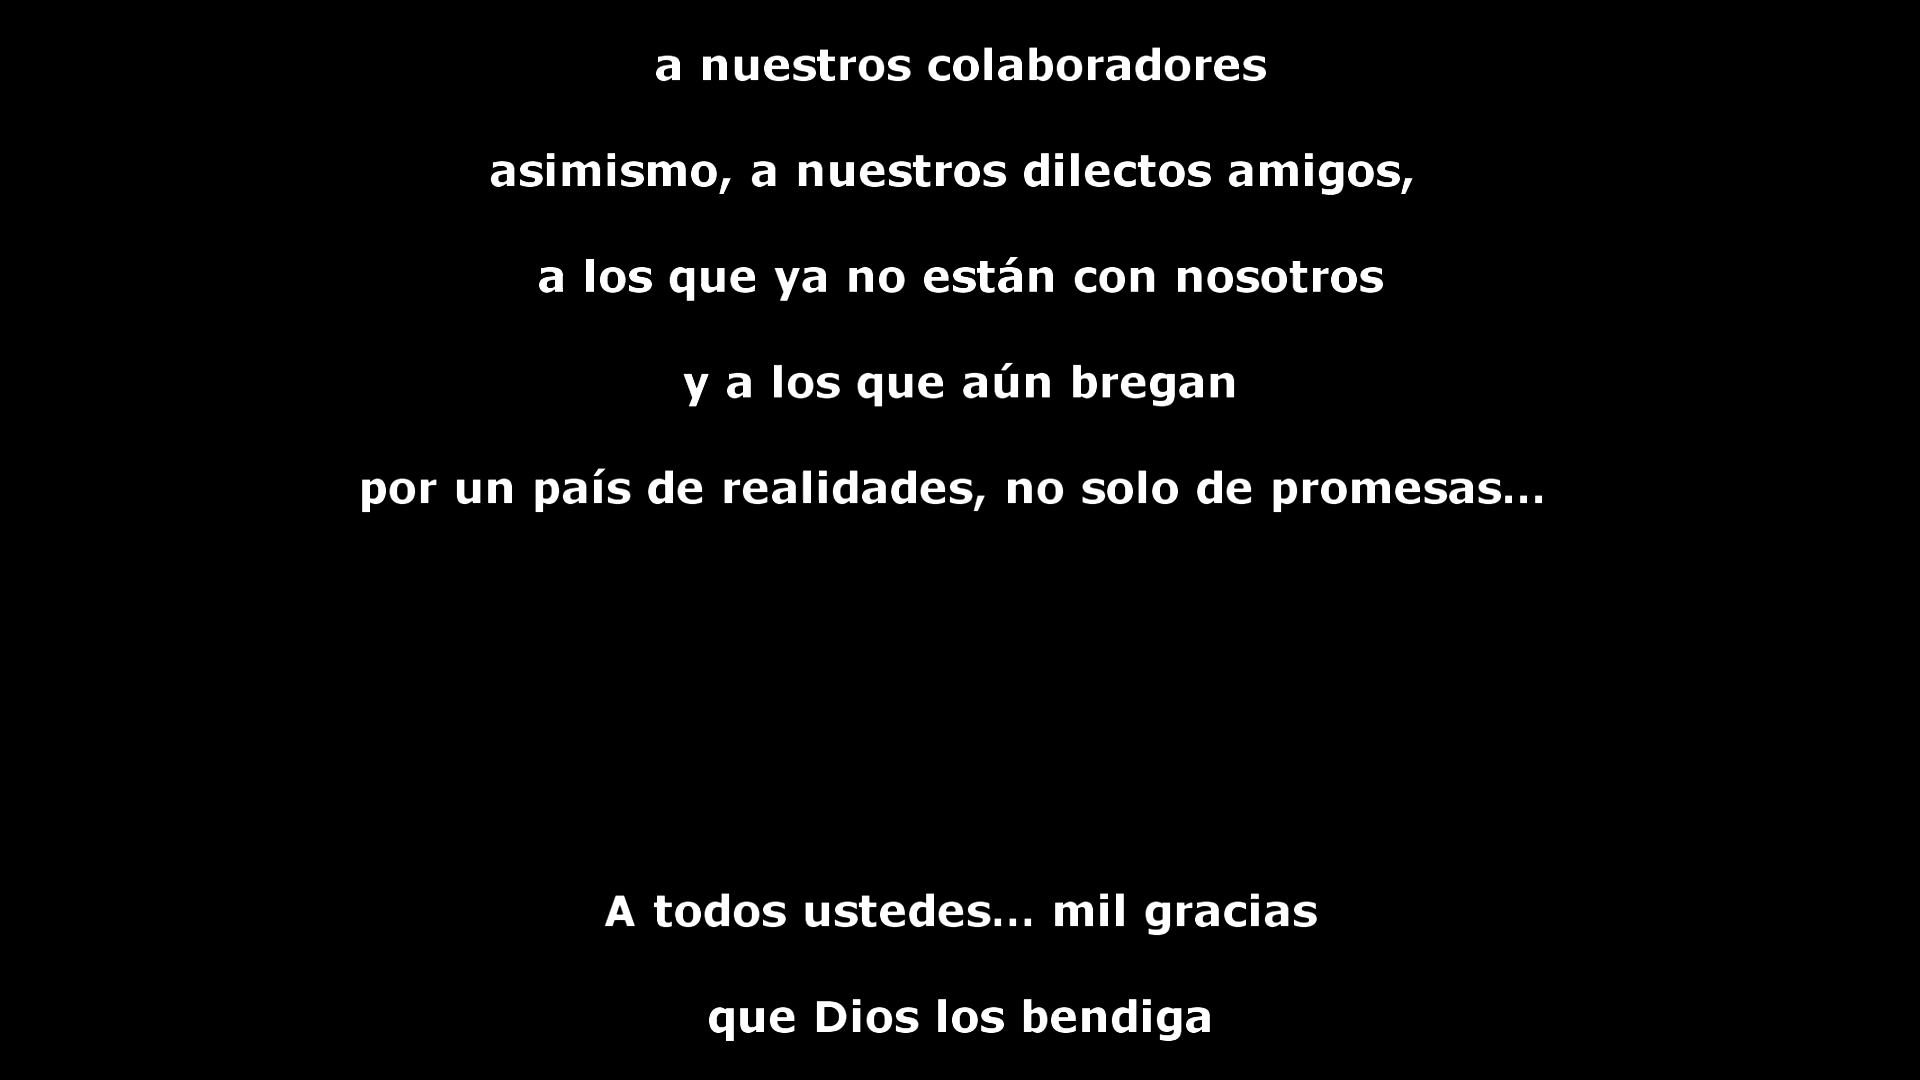 a nuestros colaboradores
asimismo, a nuestros dilectos amigos,
a los que ya no están con nosotros
y a los que aún bregan
por un país de realidades, no solo de promesas...
A todos ustedes... mil gracias
que Dios los bendiga